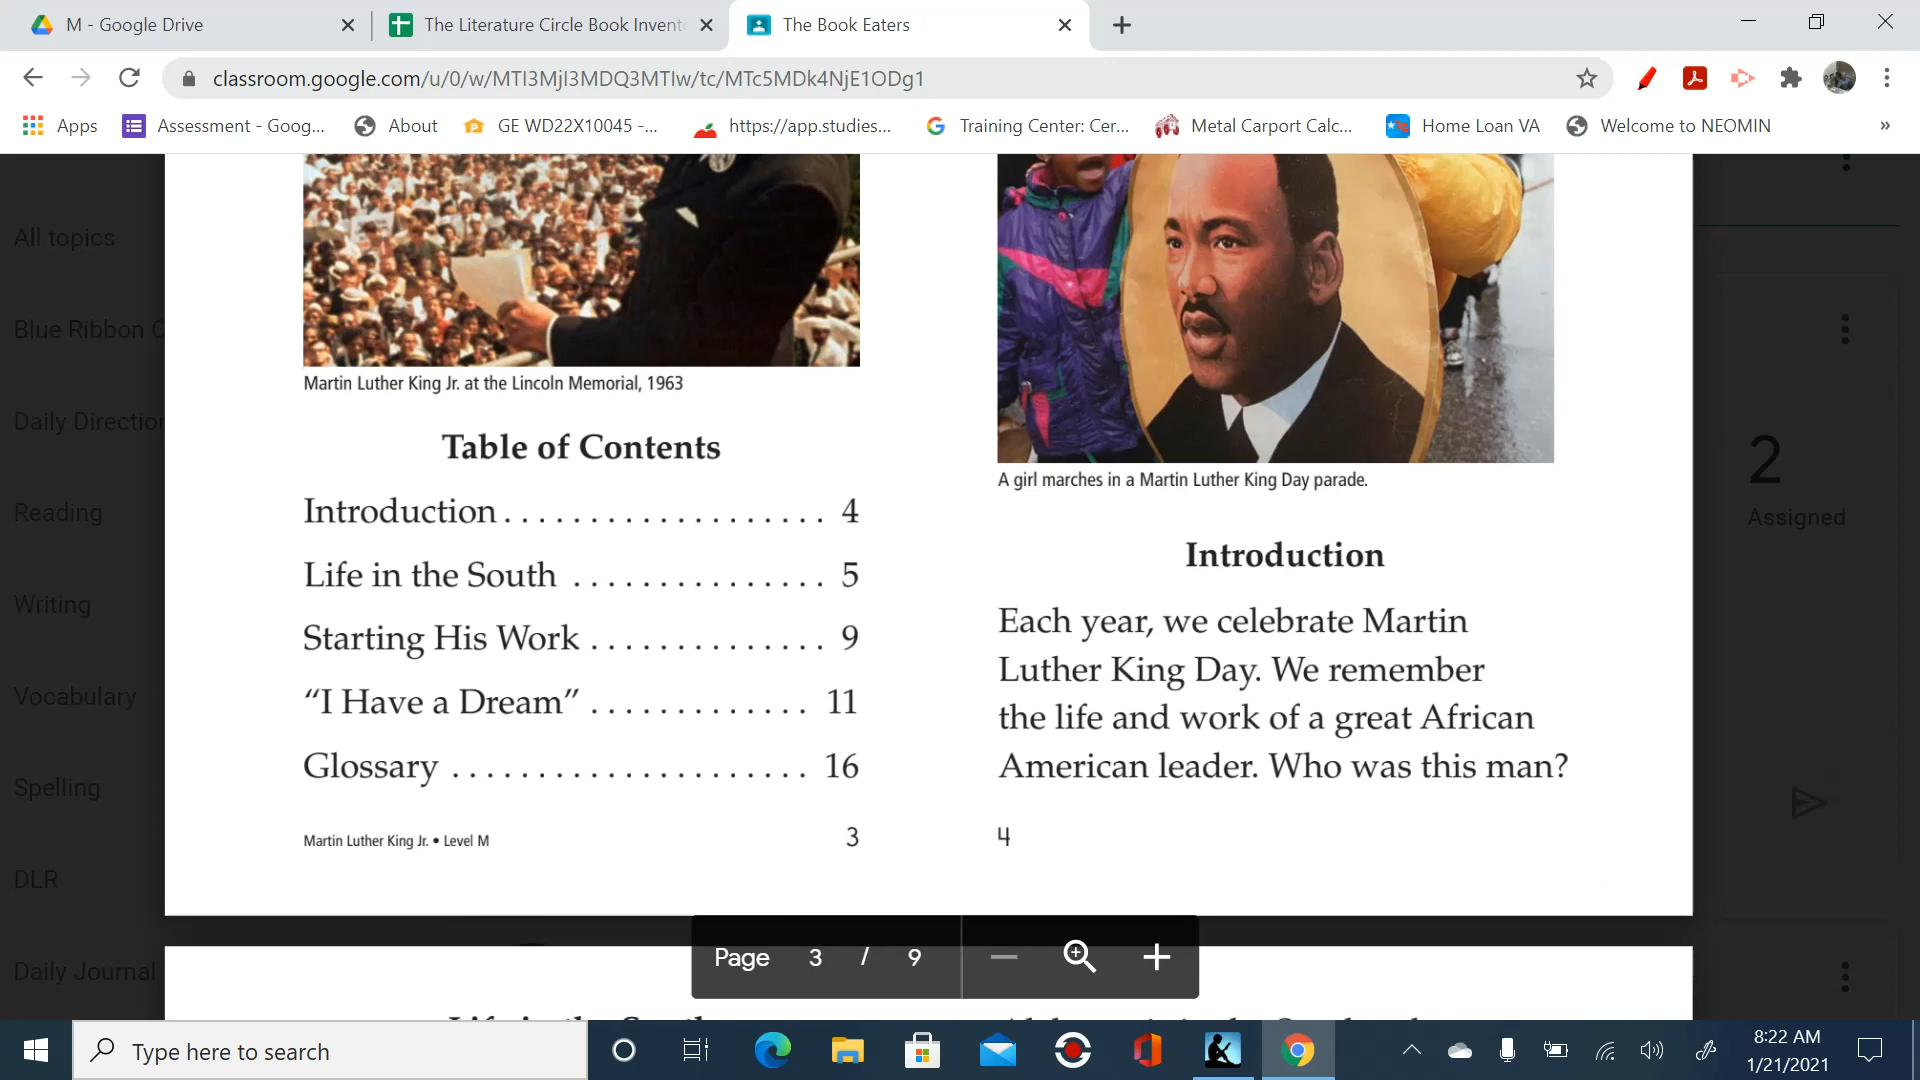 M - Google Drive
The Literature Circle Book Invent
The Book Eaters
classroom.google.com/u/0/w/MTI3MjI3MDQ3MTIw/tc/MTc5MDk4NjE1ODg1
Apps
Assessment - Goog...
About
GE WD22X10045 -...
https://app.studies...
Training Center: Cer...
Metal Carport Calc...
Home Loan VA
Welcome to NEOMIN
»
All topics
Blue Ribbon C
Daily Direction
Reading
Writing
Vocabulary
Spelling
DLR
Daily Journal
Martin Luther King Jr. at the Lincoln Memorial, 1963
Table of Contents
Introduction . . . . . . . . . . . . . . . . . . . 4
Life in the South . . . . . . . . . . . . . . . 5
Starting His Work . . . . . . . . . . . . . . 9
“I Have a Dream” . . . . . . . . . . . . . 11
Glossary . . . . . . . . . . . . . . . . . . . . . 16
Martin Luther King Jr. • Level M
3
A girl marches in a Martin Luther King Day parade.
Introduction
Each year, we celebrate Martin
Luther King Day. We remember
the life and work of a great African
American leader. Who was this man?
4
2
Assigned
Page 3 / 9
Type here to search
8:22 AM
1/21/2021